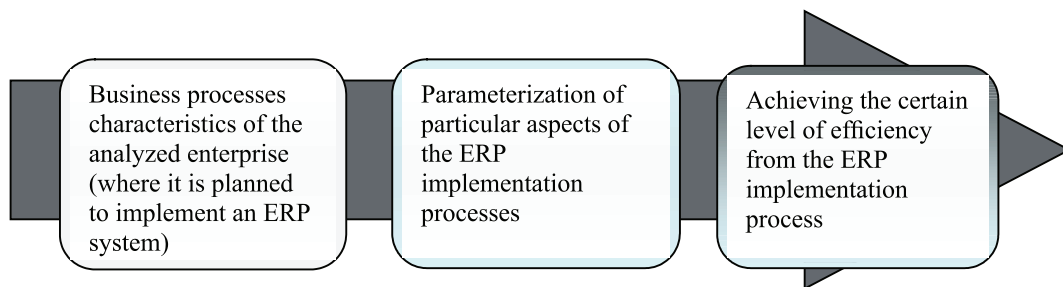 Business processes
characteristics of the
analyzed enterprise
(where it is planned
to implement an ERP
system)
Parameterization of
particular aspects of
the ERP
implementation
processes
Achieving the certain
level of efficiency
from the ERP
implementation
process